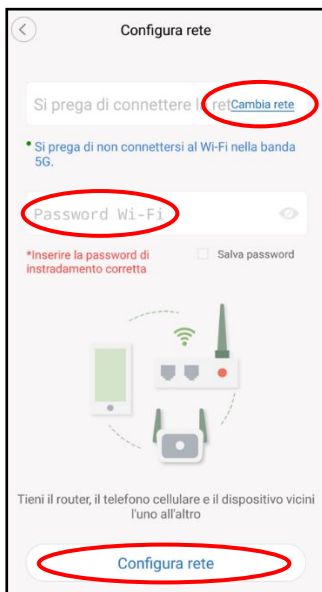 Configura rete
Si prega di connettere la ret Cambia rete
Si prega di non connettersi al Wi-Fi nella banda
5G.
Password Wi-Fi
*Inserire la password di
instradamento corretta
Salva password
Tieni il router, il telefono cellulare e il dispositivo vicini
l'uno all'altro
Configura rete